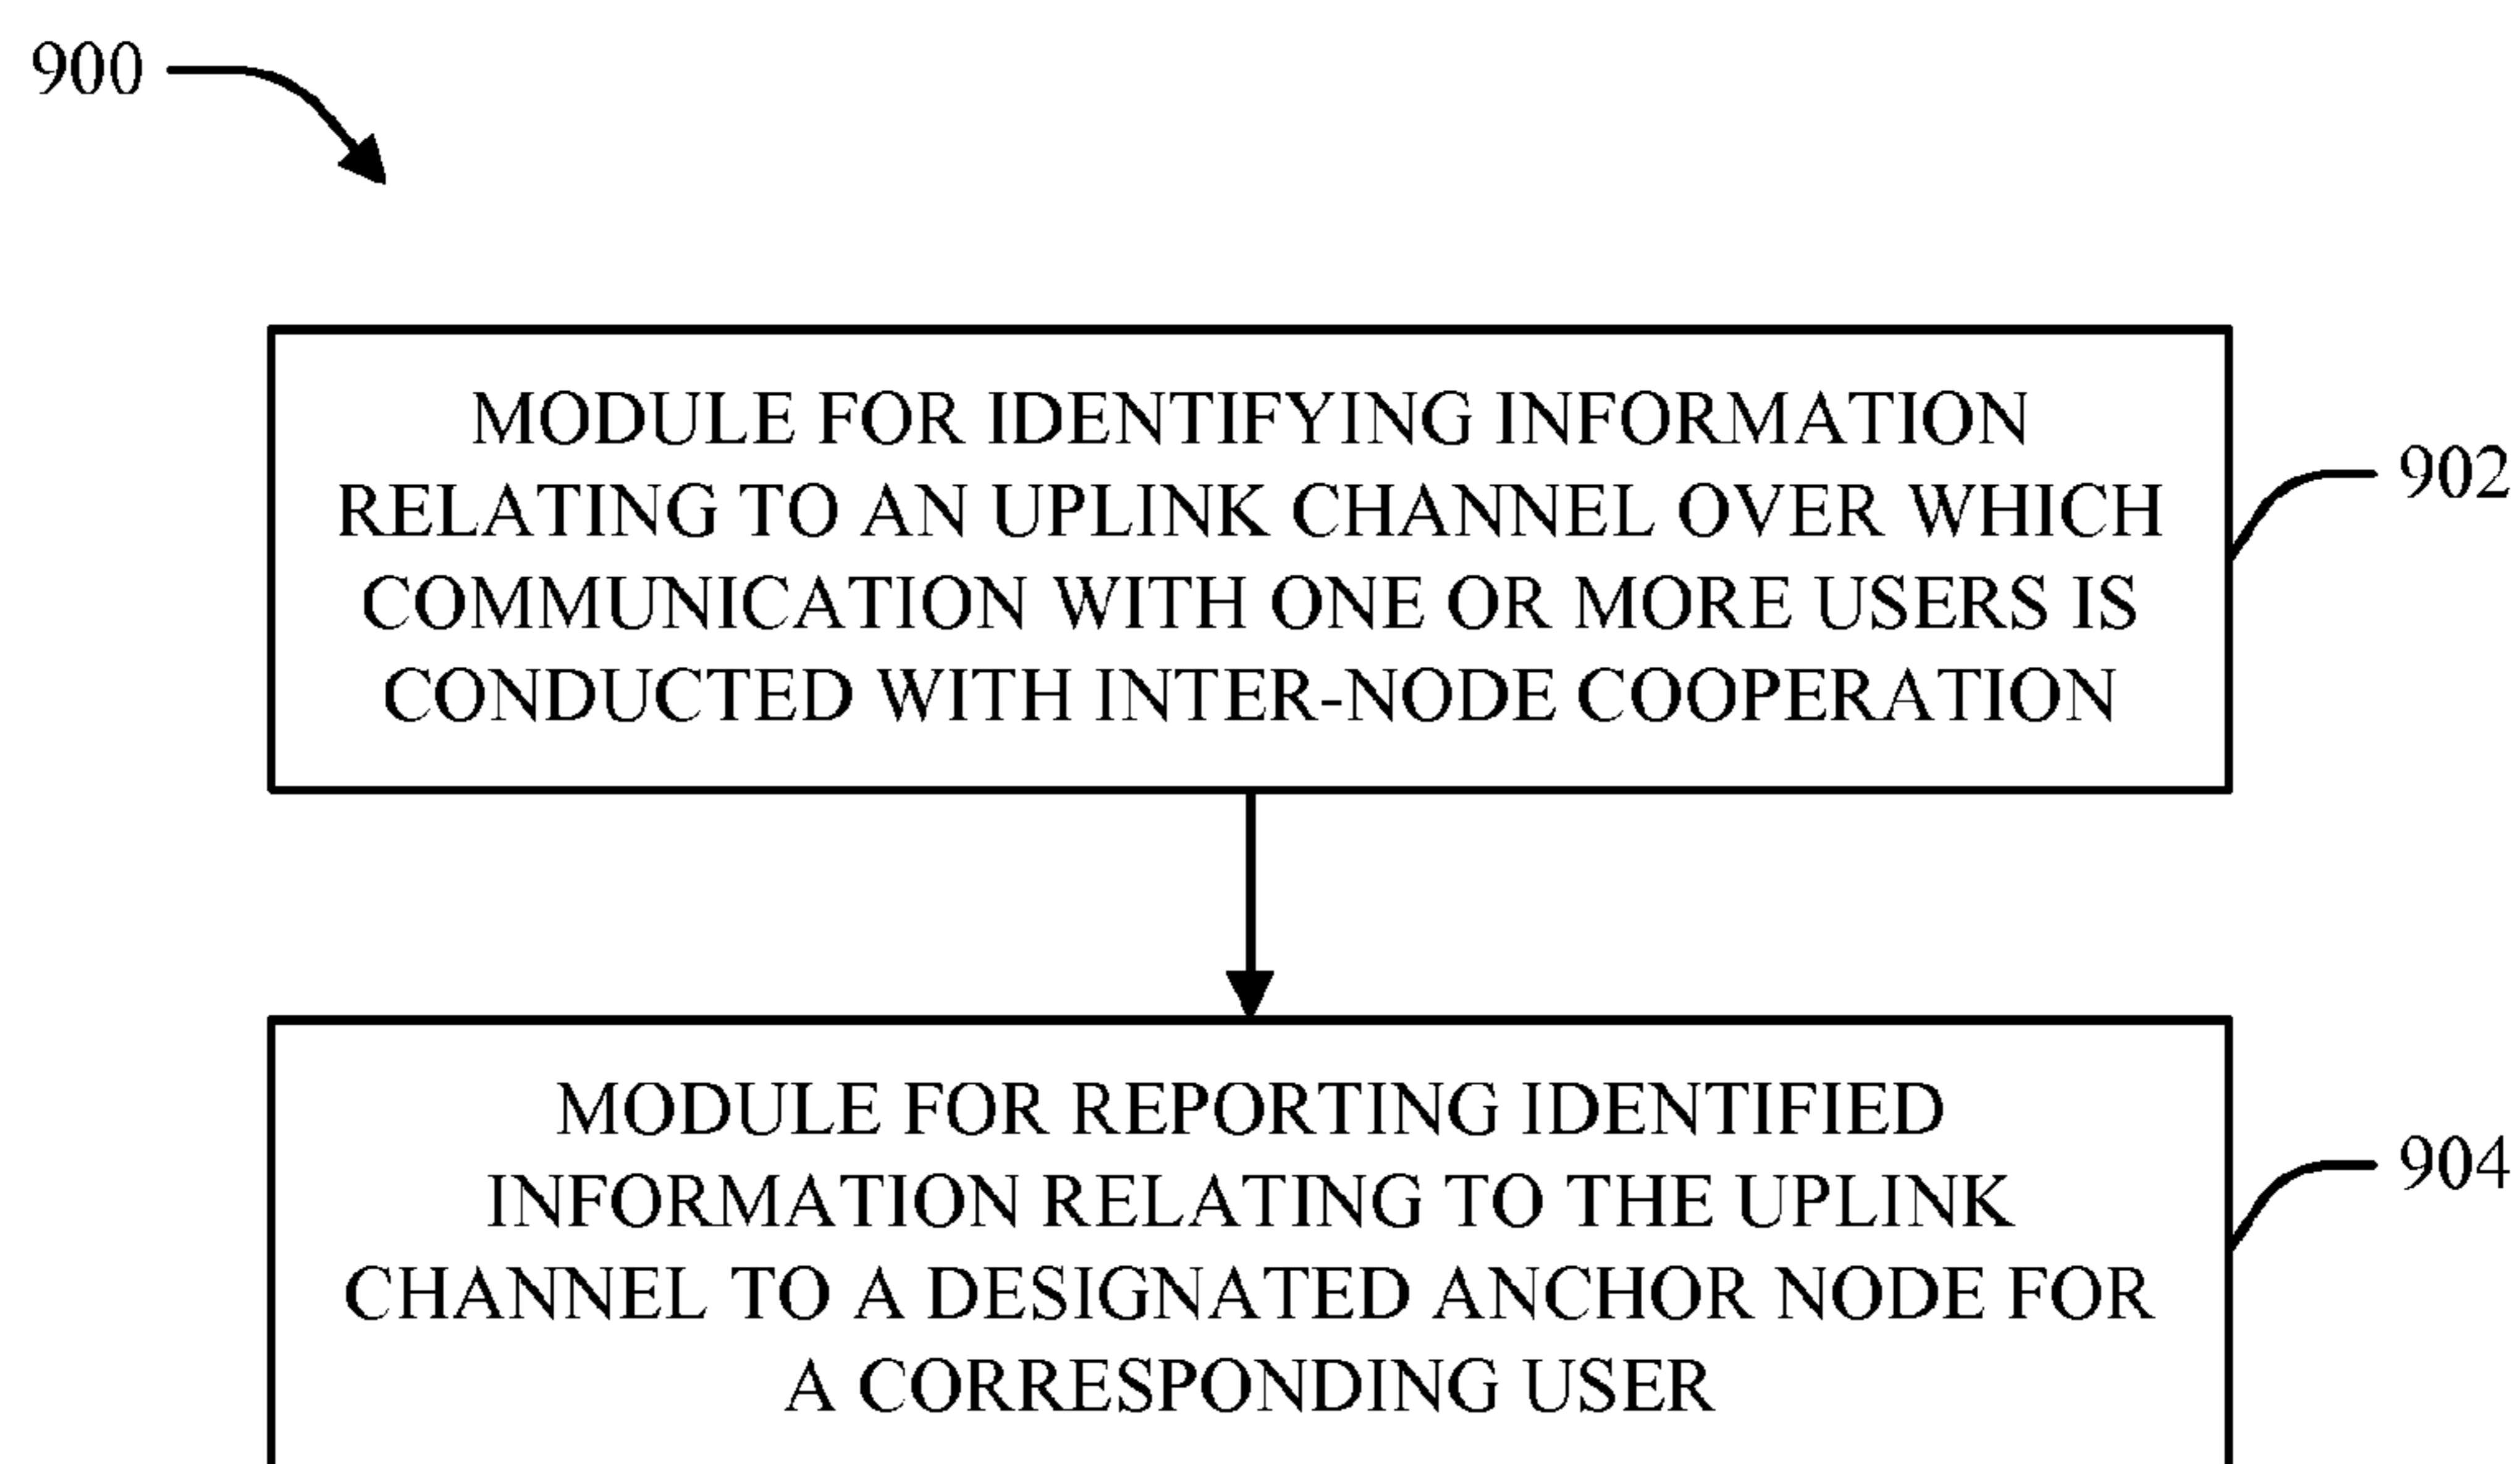 900
MODULE FOR IDENTIFYING INFORMATION
RELATING TO AN UPLINK CHANNEL OVER WHICH
COMMUNICATION WITH ONE OR MORE USERS IS
CONDUCTED WITH INTER-NODE COOPERATION
902
MODULE FOR REPORTING IDENTIFIED
INFORMATION RELATING TO THE UPLINK
CHANNEL TO A DESIGNATED ANCHOR NODE FOR
A CORRESPONDING USER
904